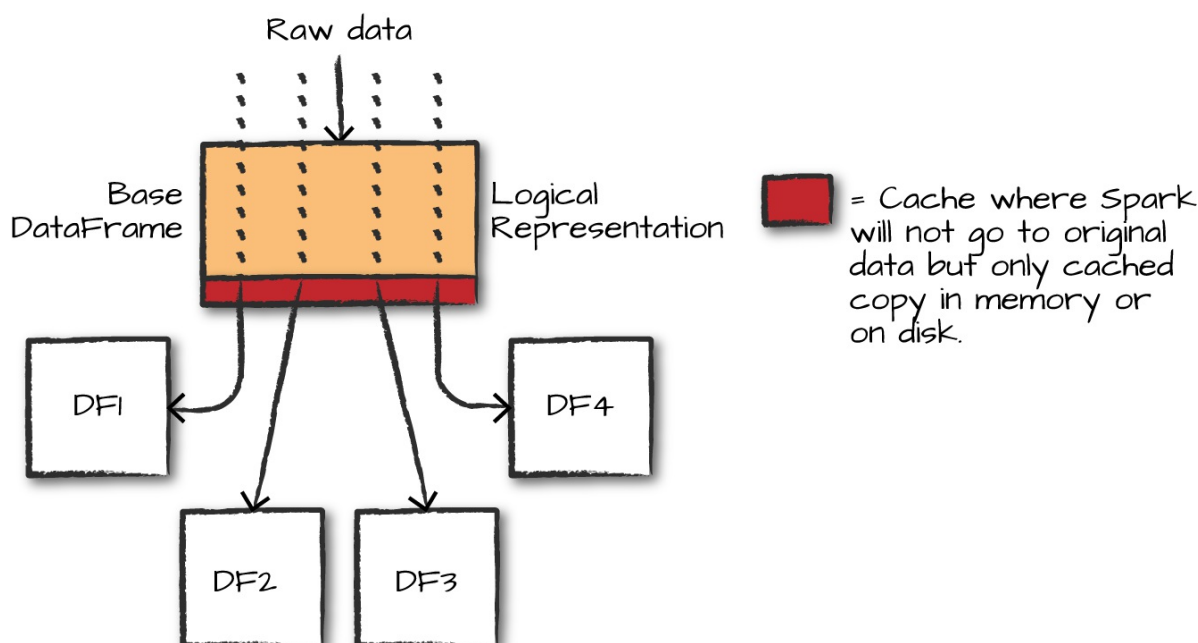 Raw data
Base
DataFrame
Logical
Representation
= Cache where Spark
will not go to original
data but only cached
copy in memory or
on disk.
DF1
DF4
DF2
DF3